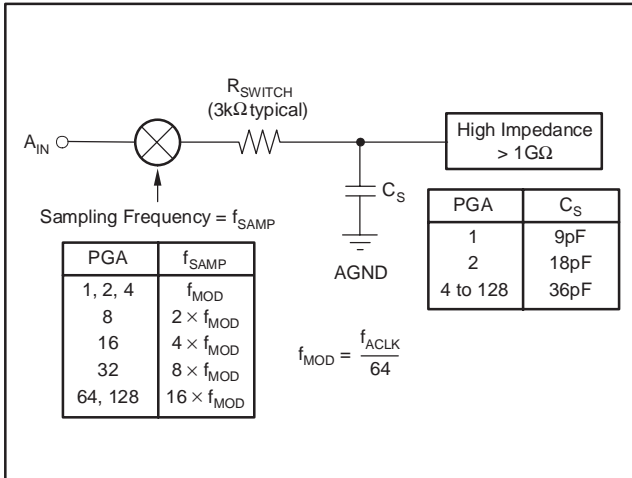 R_SWITCH
(3kΩ typical)
A_IN
High Impedance
> 1GΩ
C_S
AGND
Sampling Frequency = f_SAMP
PGA f_SAMP
1, 2, 4 f_MOD
8 2 × f_MOD
16 4 × f_MOD
32 8 × f_MOD
64, 128 16 × f_MOD
f_MOD = f_ACLK / 64
PGA C_S
1 9pF
2 18pF
4 to 128 36pF